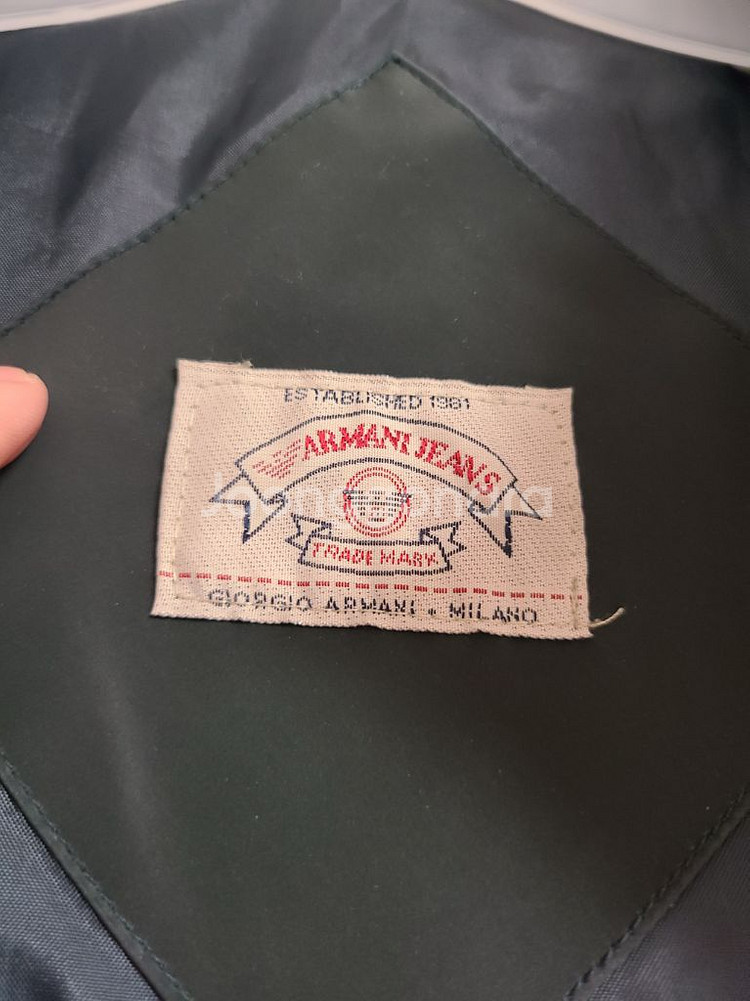 ESTABLISHED 1981
ARMANI JEANS
TRADE MARK
GIORGIO ARMANI • MILANO